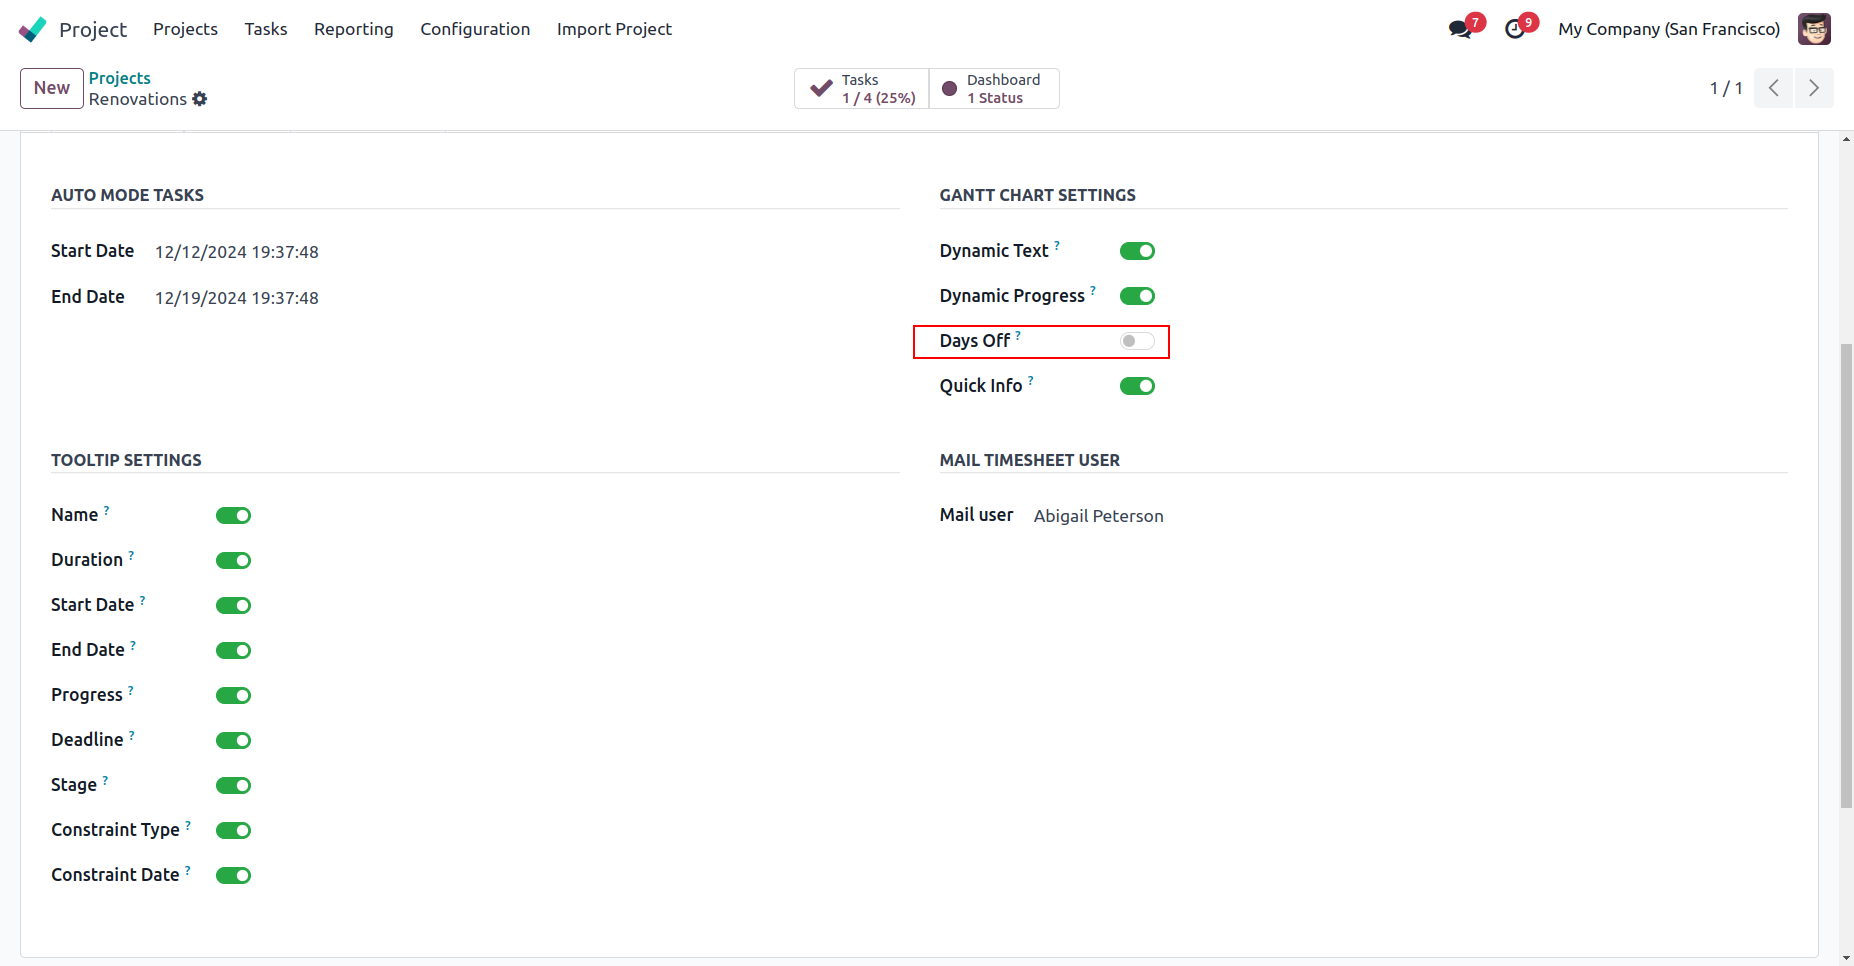 Project
Projects
Tasks
Reporting
Configuration
Import Project
7
9
My Company (San Francisco)
New
Projects
Renovations
Tasks
1 / 4 (25%)
Dashboard
1 Status
1 / 1
AUTO MODE TASKS
Start Date 12/12/2024 19:37:48
End Date 12/19/2024 19:37:48
GANTT CHART SETTINGS
Dynamic Text ?
Dynamic Progress ?
Days Off ?
Quick Info ?
TOOLTIP SETTINGS
Name ?
Duration ?
Start Date ?
End Date ?
Progress ?
Deadline ?
Stage ?
Constraint Type ?
Constraint Date ?
MAIL TIMESHEET USER
Mail user Abigail Peterson